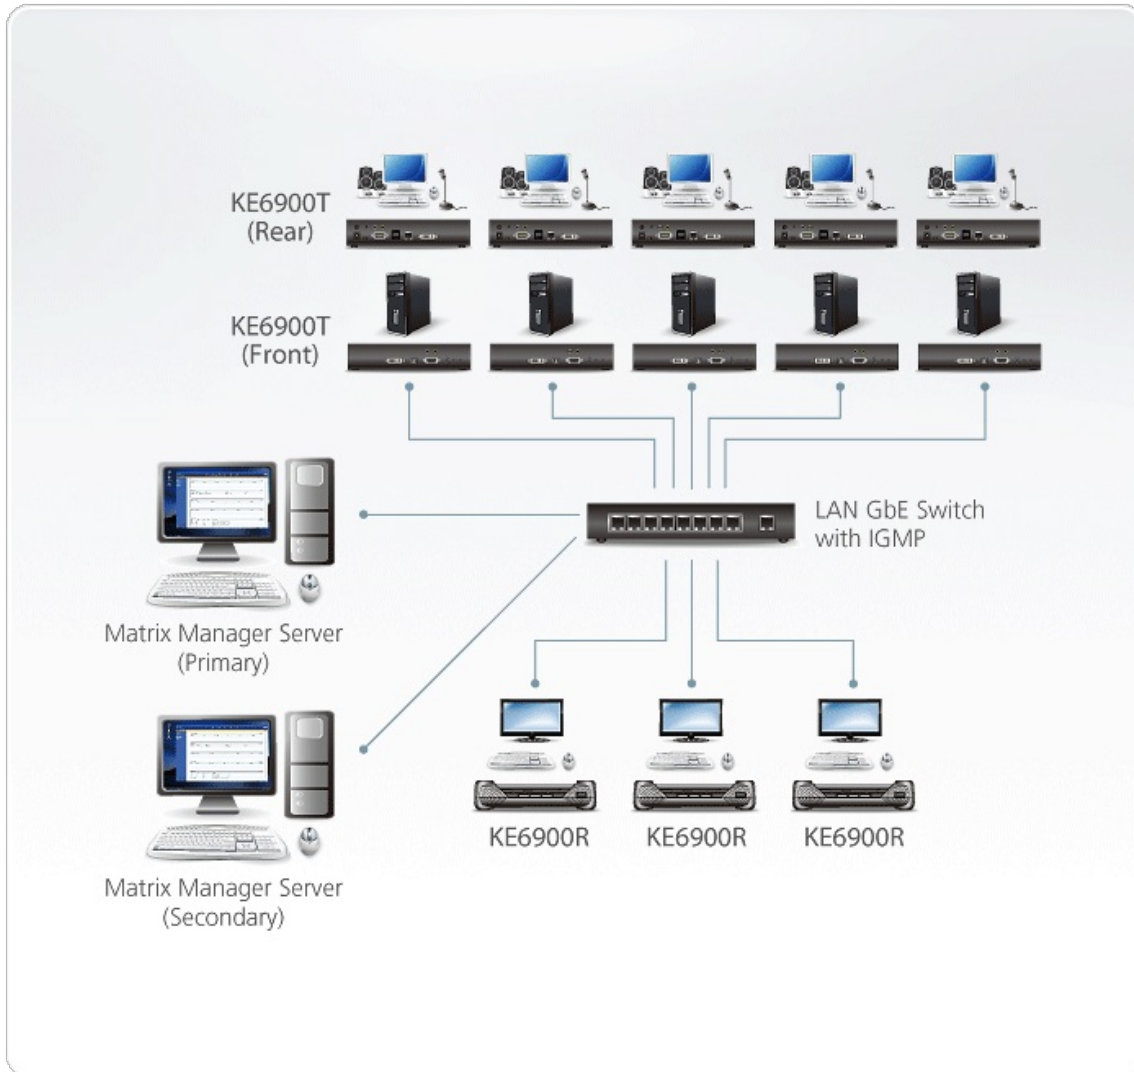 KE6900T
(Rear)
KE6900T
(Front)
LAN GbE Switch
with IGMP
Matrix Manager Server
(Primary)
KE6900R
KE6900R
KE6900R
Matrix Manager Server
(Secondary)